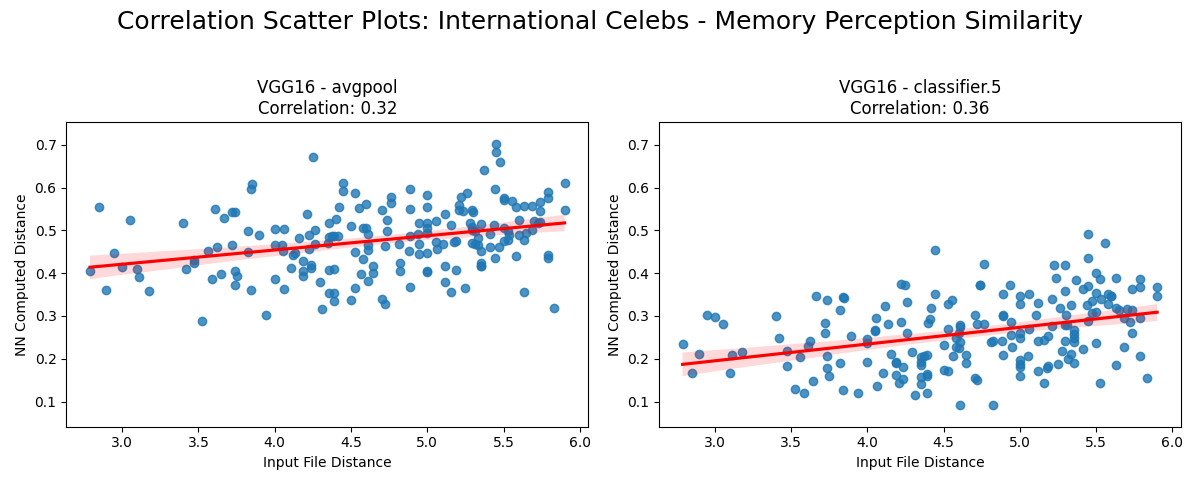 Correlation Scatter Plots: International Celebs - Memory Perception Similarity
VGG16 - avgpool
Correlation: 0.32
NN Computed Distance
0.7
0.6
0.5
0.4
0.3
0.2
0.1
3.0 3.5 4.0 4.5 5.0 5.5 6.0
Input File Distance
VGG16 - classifier.5
Correlation: 0.36
NN Computed Distance
0.7
0.6
0.5
0.4
0.3
0.2
0.1
3.0 3.5 4.0 4.5 5.0 5.5 6.0
Input File Distance